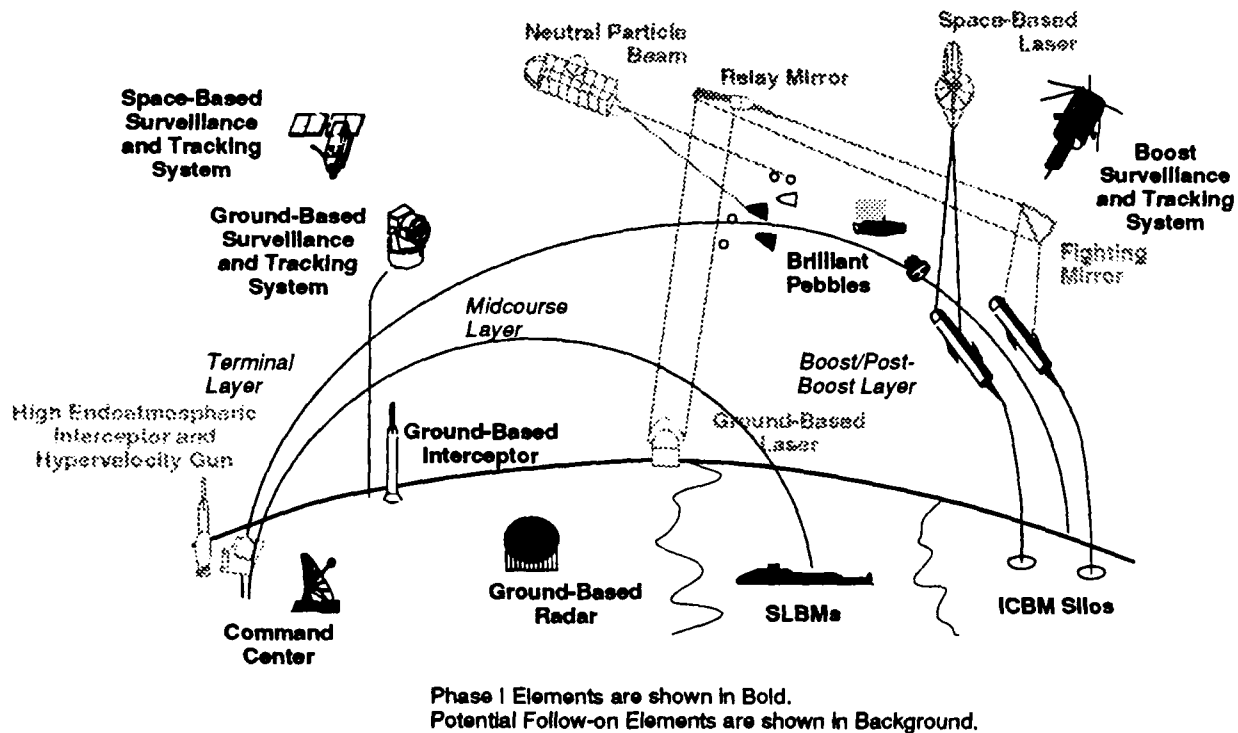 Neutral Particle
Beam
Space-Based
Laser
Relay Mirror
Space-Based
Surveillance
and Tracking
System
Boost
Surveillance
and Tracking
System
Ground-Based
Surveillance
and Tracking
System
Fighting
Mirror
Brilliant
Pebbles
Midcourse
Layer
Terminal
Layer
Boost/Post-
Boost Layer
High Endoatmospheric
Interceptor and
Hypervelocity Gun
Ground-Based
Interceptor
Ground-Based
Laser
Ground-Based
Radar
SLBMs
ICBM Silos
Command
Center
Phase I Elements are shown in Bold.
Potential Follow-on Elements are shown in Background.